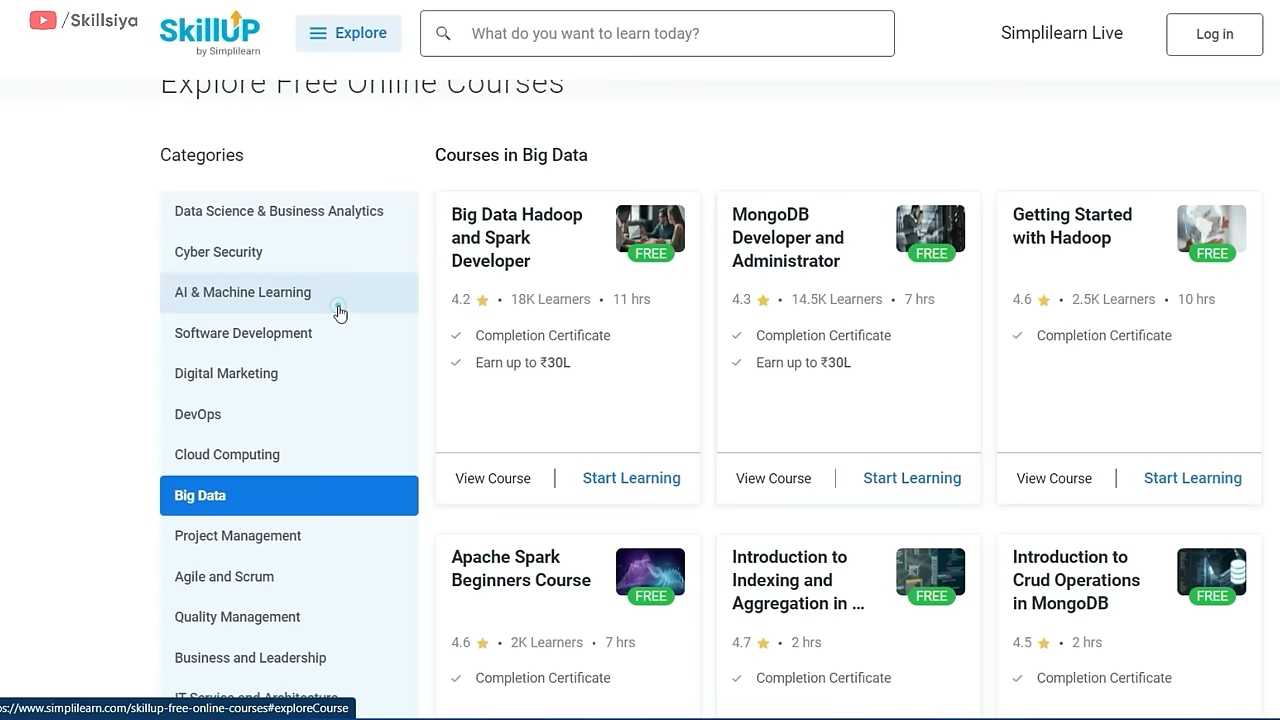 /Skillsiya
SkillUP
by Simplilearn
Explore
What do you want to learn today?
Simplilearn Live
Log in
Explore Free Online Courses
Categories
Data Science & Business Analytics
Cyber Security
AI & Machine Learning
Software Development
Digital Marketing
DevOps
Cloud Computing
Big Data
Project Management
Agile and Scrum
Quality Management
Business and Leadership
IT Service and Architecture
Courses in Big Data
Big Data Hadoop
and Spark
Developer
FREE
4.2 • 18K Learners • 11 hrs
Completion Certificate
Earn up to ₹30L
View Course
Start Learning
MongoDB
Developer and
Administrator
FREE
4.3 • 14.5K Learners • 7 hrs
Completion Certificate
Earn up to ₹30L
View Course
Start Learning
Getting Started
with Hadoop
FREE
4.6 • 2.5K Learners • 10 hrs
Completion Certificate
View Course
Start Learning
Apache Spark
Beginners Course
FREE
4.6 • 2K Learners • 7 hrs
Completion Certificate
Introduction to
Indexing and
Aggregation in ...
FREE
4.7 • 2 hrs
Completion Certificate
Introduction to
Crud Operations
in MongoDB
FREE
4.5 • 2 hrs
Completion Certificate
ps://www.simplilearn.com/skillup-free-online-courses#exploreCourse